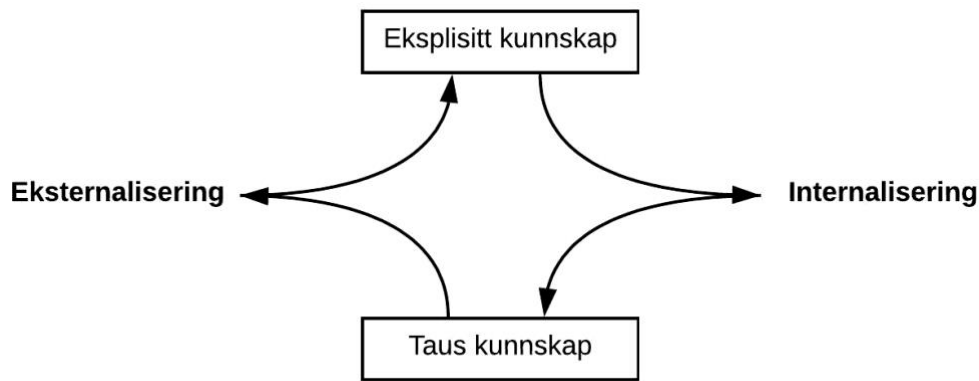 Eksplisitt kunnskap
Eksternalisering
Internalisering
Taus kunnskap